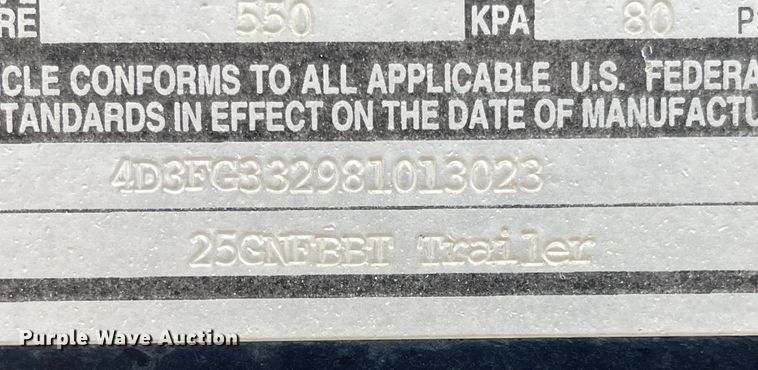 RE 550 KPA 80 P
CLE CONFORMS TO ALL APPLICABLE U.S. FEDERA
TANDARDS IN EFFECT ON THE DATE OF MANUFACTU
4D3FG332981013023
25GNFBBT Trailer
Purple Wave Auction